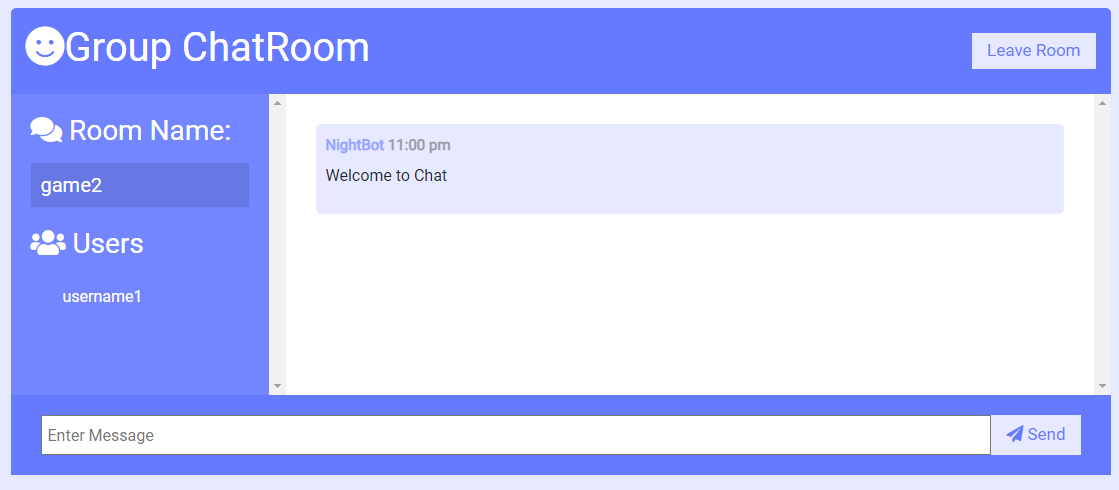 Group ChatRoom
Leave Room
Room Name:
game2
Users
username1
NightBot 11:00 pm
Welcome to Chat
Enter Message
Send